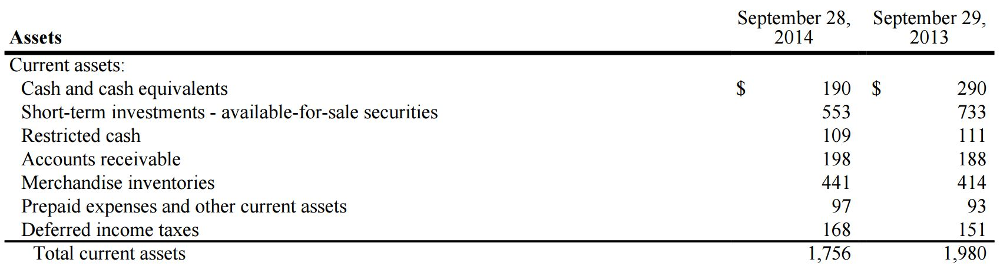 September 28, September 29,
Assets 2014 2013
Current assets:
Cash and cash equivalents $ 190 $ 290
Short-term investments - available-for-sale securities 553 733
Restricted cash 109 111
Accounts receivable 198 188
Merchandise inventories 441 414
Prepaid expenses and other current assets 97 93
Deferred income taxes 168 151
Total current assets 1,756 1,980